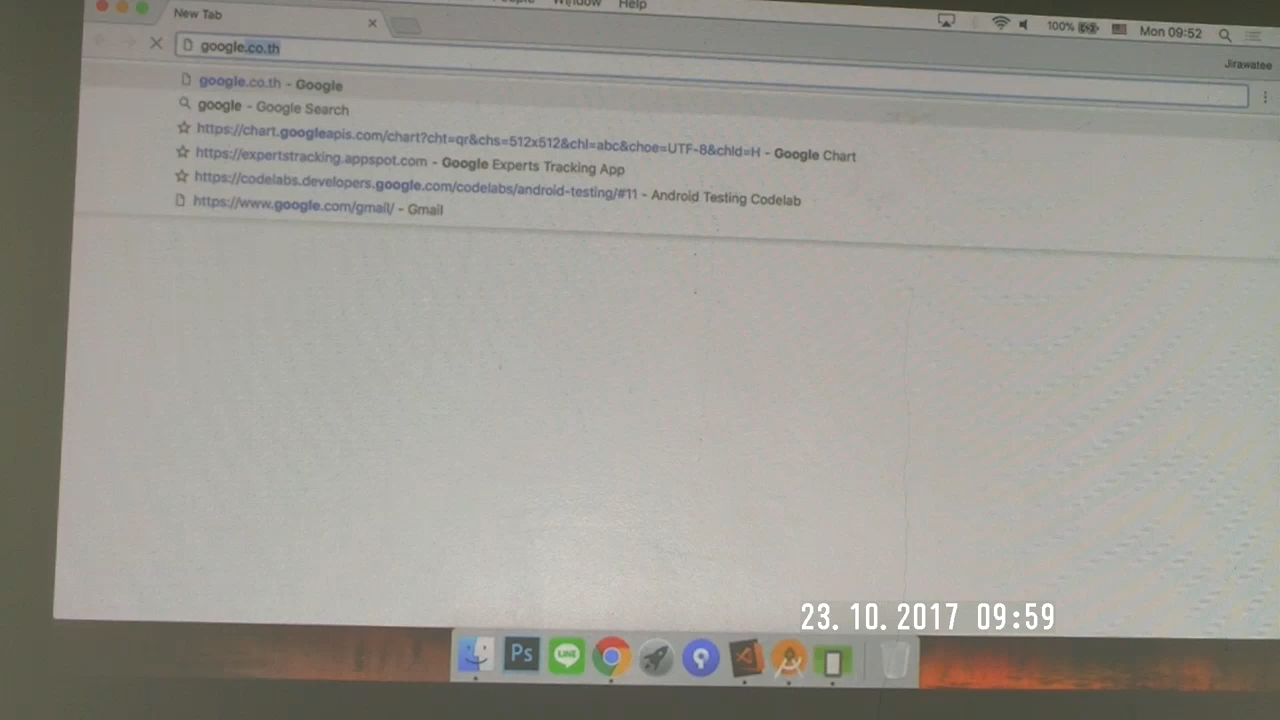 Window Help
100% Mon 09:52
New Tab
Jirawatee
google.co.th
google.co.th - Google
google - Google Search
https://chart.googleapis.com/chart?cht=qr&chs=512x512&chl=abc&choe=UTF-8&chld=H - Google Chart
https://expertstracking.appspot.com - Google Experts Tracking App
https://codelabs.developers.google.com/codelabs/android-testing/#11 - Android Testing Codelab
https://www.google.com/gmail/ - Gmail
23.10.2017 09:59
Ps
LINE